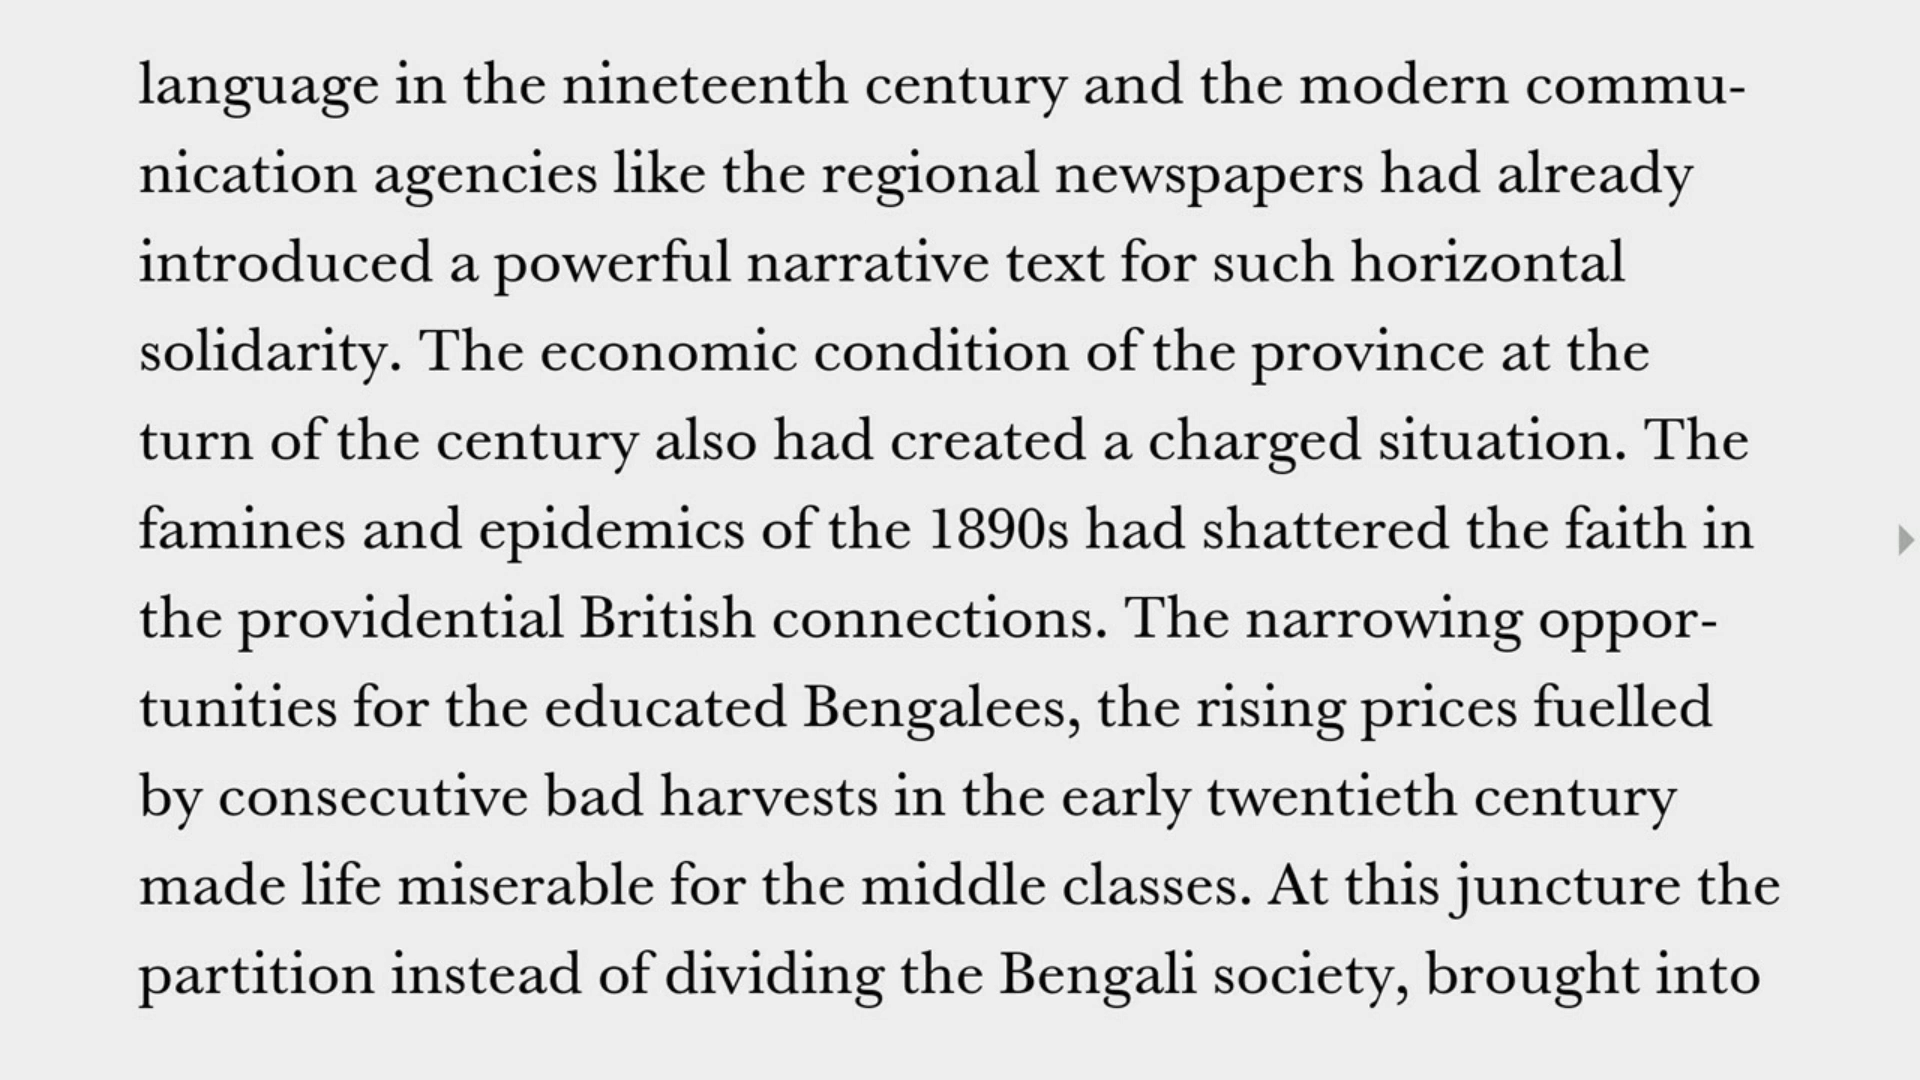 language in the nineteenth century and the modern commu-
nication agencies like the regional newspapers had already
introduced a powerful narrative text for such horizontal
solidarity. The economic condition of the province at the
turn of the century also had created a charged situation. The
famines and epidemics of the 1890s had shattered the faith in
the providential British connections. The narrowing oppor-
tunities for the educated Bengalees, the rising prices fuelled
by consecutive bad harvests in the early twentieth century
made life miserable for the middle classes. At this juncture the
partition instead of dividing the Bengali society, brought into